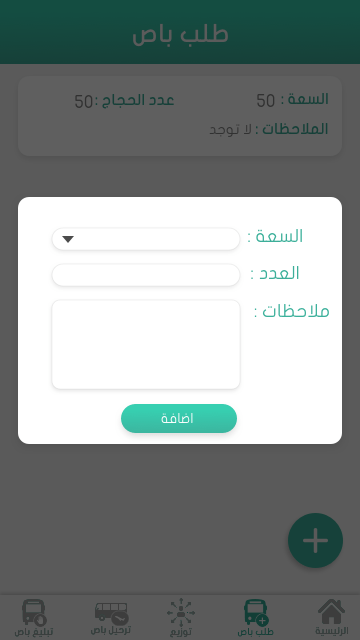 طلب باص
السعة : 50 عدد الحجاج : 50
الملاحظات : لا توجد
السعة :
العدد :
ملاحظات :
اضافة
الرئيسية طلب باص توزيع ترحيل باص تبليغ باص